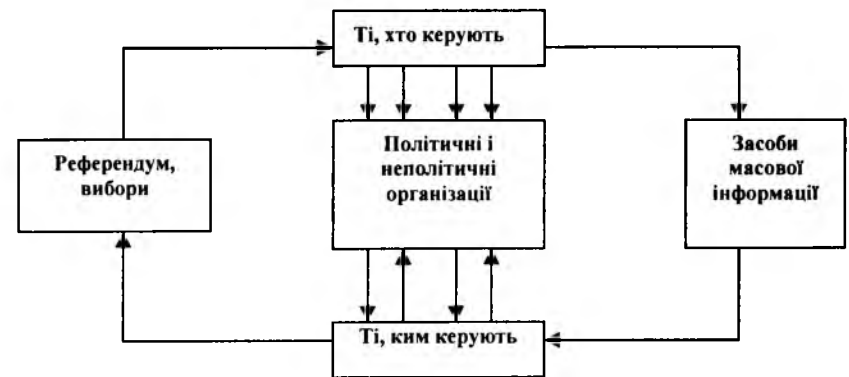 Ті, хто керують
Референдум,
вибори
Політичні і
неполітичні
організації
Засоби
масової
інформації
Ті, ким керують